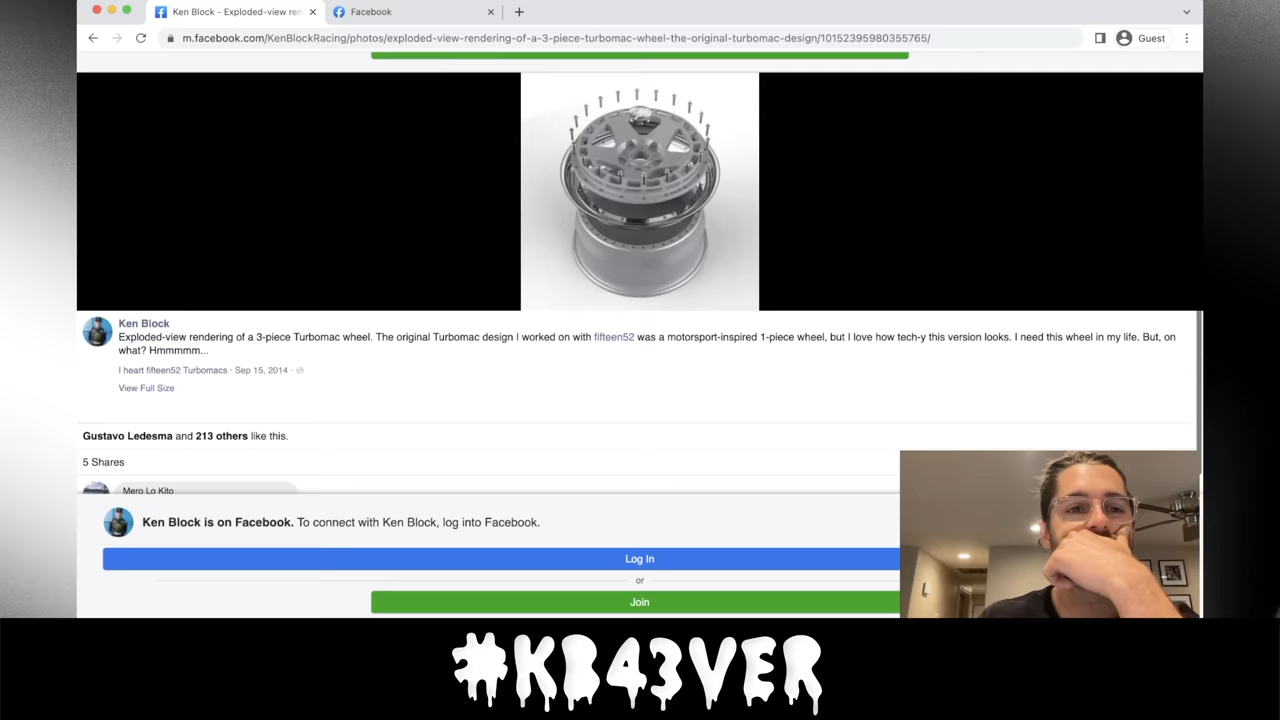 Ken Block - Exploded-view ren
Facebook
m.facebook.com/KenBlockRacing/photos/exploded-view-rendering-of-a-3-piece-turbomac-wheel-the-original-turbomac-design/10152395980355765/
Guest
Ken Block
Exploded-view rendering of a 3-piece Turbomac wheel. The original Turbomac design I worked on with fifteen52 was a motorsport-inspired 1-piece wheel, but I love how tech-y this version looks. I need this wheel in my life. But, on
what? Hmmmmm...
I heart fifteen52 Turbomacs · Sep 15, 2014 ·
View Full Size
Gustavo Ledesma and 213 others like this.
5 Shares
Mero Lo Kito
Ken Block is on Facebook. To connect with Ken Block, log into Facebook.
Log In
or
Join
#KB43VER